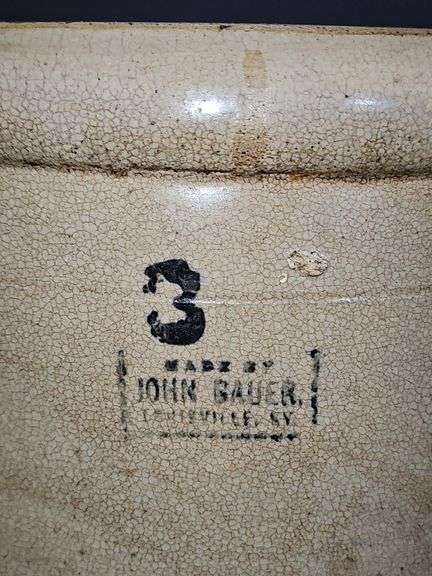 3
MADE BY
JOHN BAUER,
LOUISVILLE, KY.